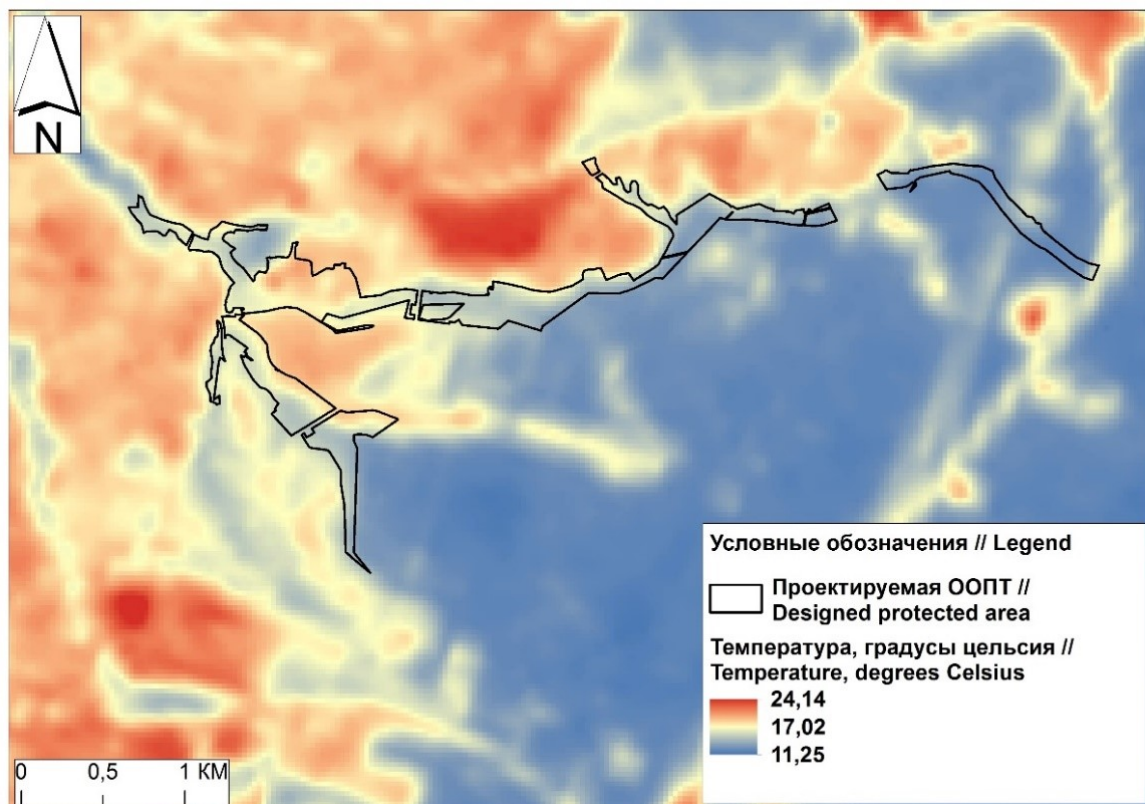 N
Условные обозначения // Legend
Проектируемая ООПТ //
Designed protected area
Температура, градусы цельсия //
Temperature, degrees Celsius
24,14
17,02
11,25
0 0,5 1 КМ